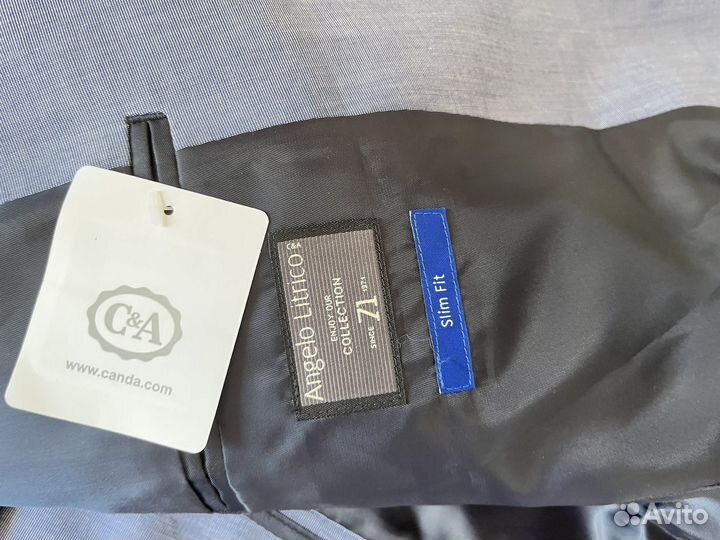 C&A
www.canda.com
Angelo Litrico
C&A
ENJOY OUR
COLLECTION
SINCE 71 1971
Slim Fit
Avito